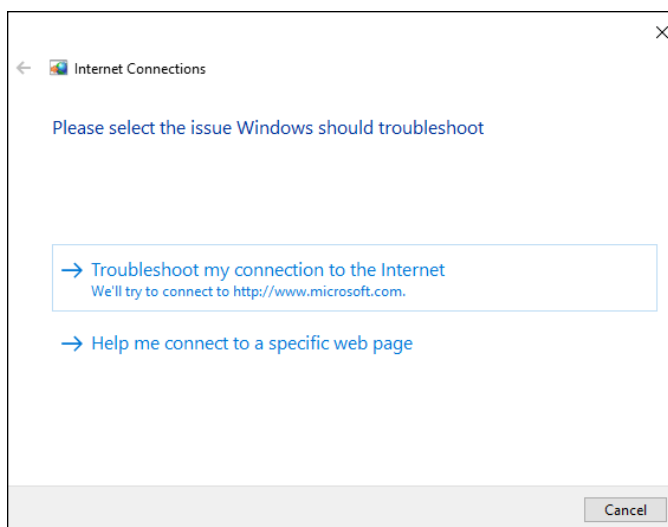 Internet Connections
Please select the issue Windows should troubleshoot
Troubleshoot my connection to the Internet
We'll try to connect to http://www.microsoft.com.
Help me connect to a specific web page
Cancel